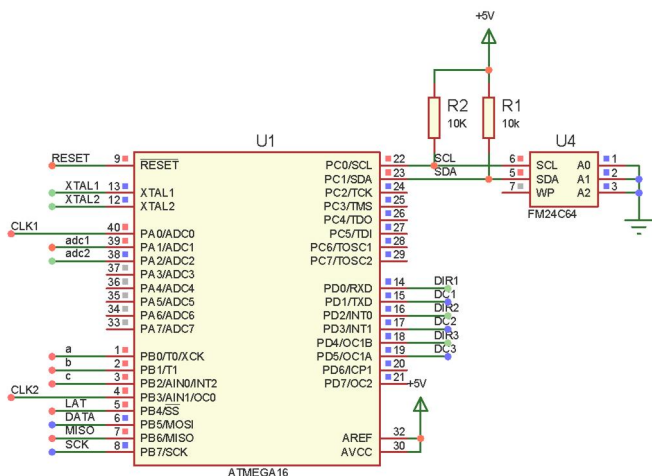 +5V
R2
10K
R1
10k
U1
U4
RESET 9 RESET
XTAL1 13 XTAL1
XTAL2 12 XTAL2
CLK1 40 PA0/ADC0
adc1 39 PA1/ADC1
adc2 38 PA2/ADC2
37 PA3/ADC3
36 PA4/ADC4
35 PA5/ADC5
34 PA6/ADC6
33 PA7/ADC7
a 1 PB0/T0/XCK
b 2 PB1/T1
c 3 PB2/AIN0/INT2
CLK2 4 PB3/AIN1/OC0
LAT 5 PB4/SS
DATA 6 PB5/MOSI
MISO 7 PB6/MISO
SCK 8 PB7/SCK
PC0/SCL 22 SCL
PC1/SDA 23 SDA
PC2/TCK 24
PC3/TMS 25
PC4/TDO 26
PC5/TDI 27
PC6/TOSC1 28
PC7/TOSC2 29
PD0/RXD 14 DIR1
PD1/TXD 15 DC1
PD2/INT0 16 DIR2
PD3/INT1 17 DC2
PD4/OC1B 18 DIR3
PD5/OC1A 19 DC3
PD6/ICP1 20
PD7/OC2 21
+5V
AREF 32
AVCC 30
ATMEGA16
6 SCL A0 1
5 SDA A1 2
7 WP A2 3
FM24C64